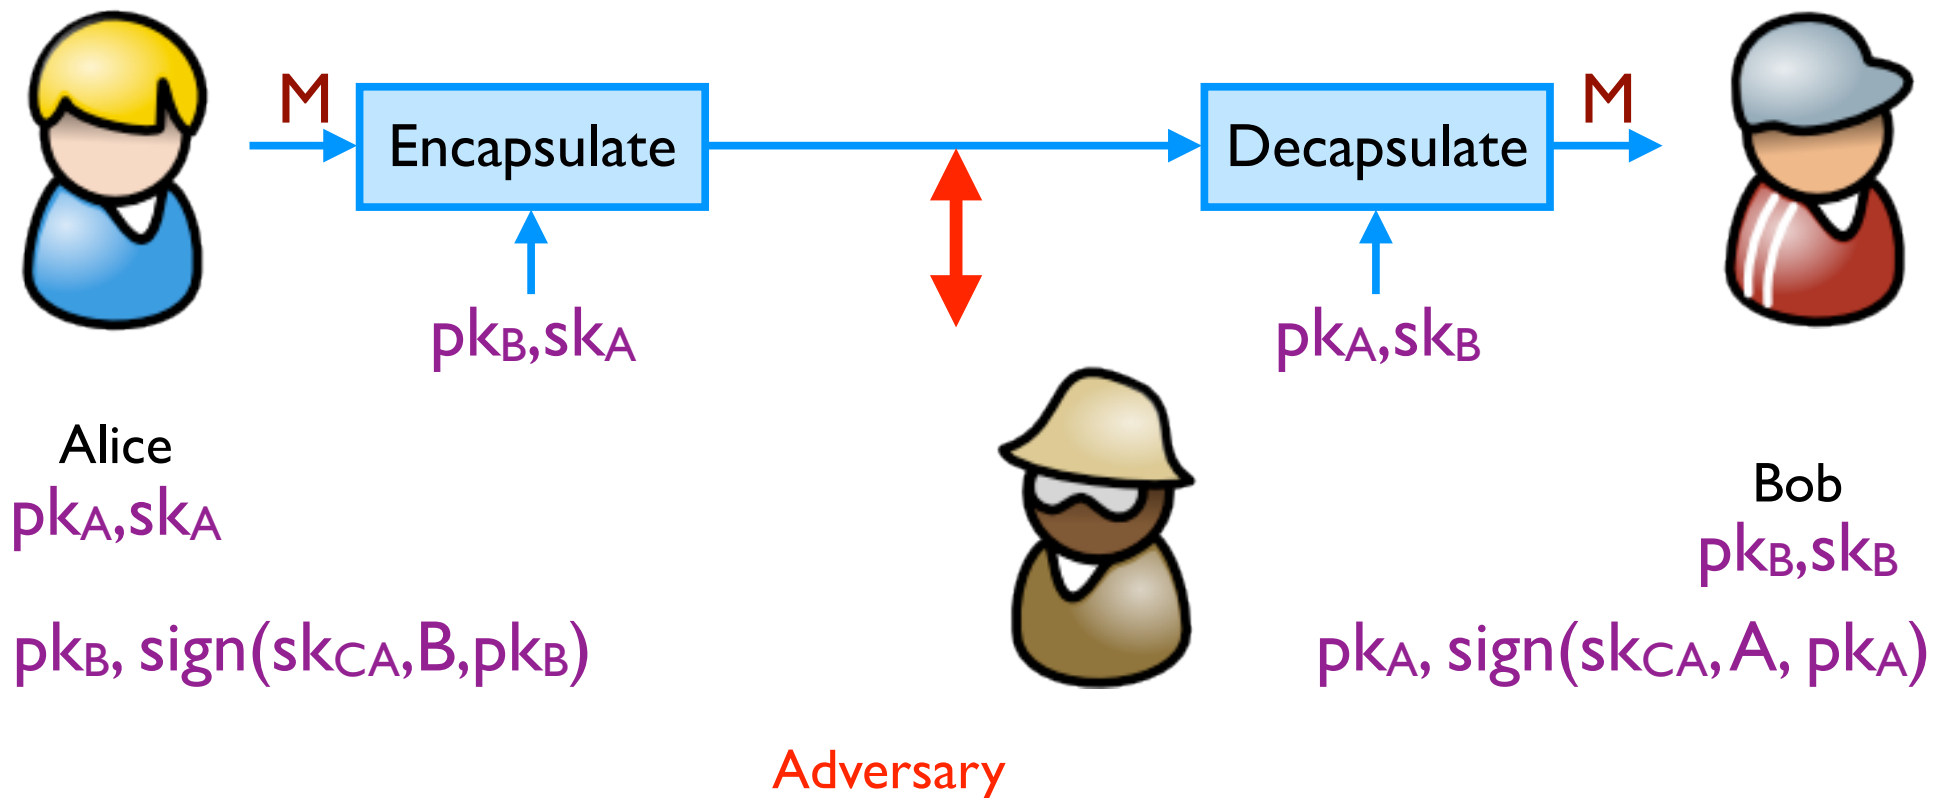 M
Encapsulate
Decapsulate
M
pkB,skA
pkA,skB
Alice
pkA,skA
Bob
pkB,skB
pkB, sign(skCA,B,pkB)
pkA, sign(skCA, A, pkA)
Adversary